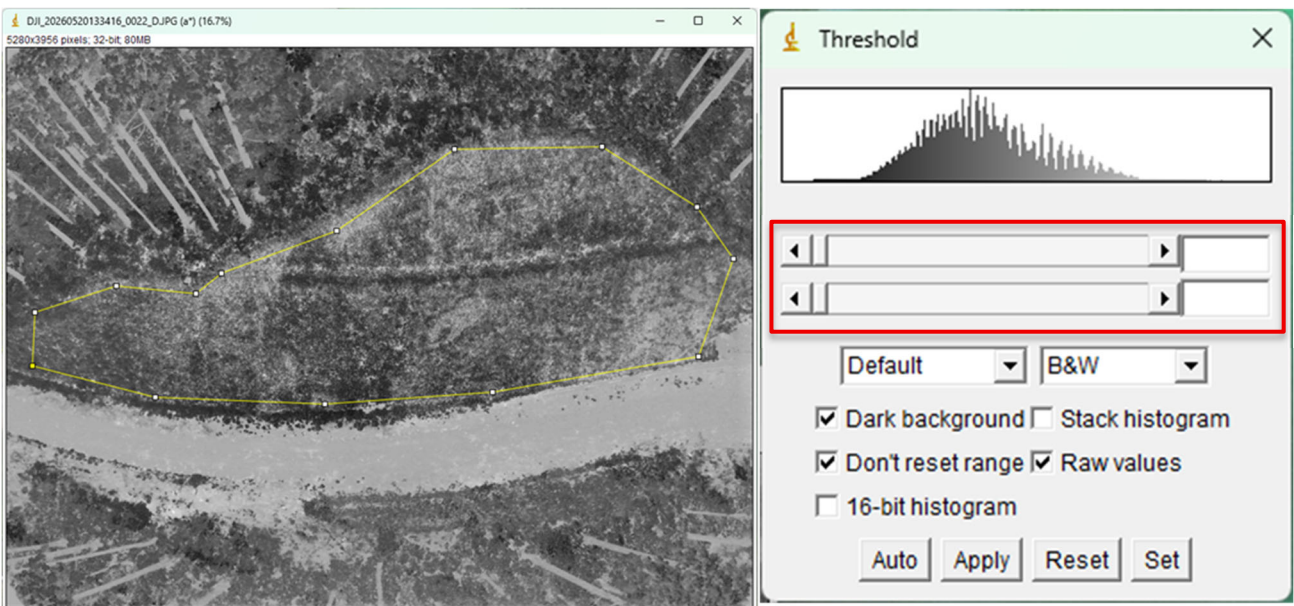 DJI_20260520133416_0022_D.JPG (a*) (16.7%)
5280x3956 pixels; 32-bit; 80MB
Threshold
Default
B&W
Dark background
Stack histogram
Don't reset range
Raw values
16-bit histogram
Auto
Apply
Reset
Set